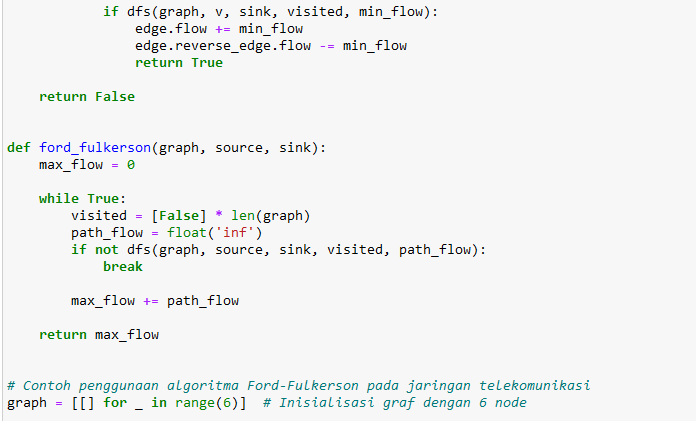 if dfs(graph, v, sink, visited, min_flow):
                edge.flow += min_flow
                edge.reverse_edge.flow -= min_flow
                return True

    return False


def ford_fulkerson(graph, source, sink):
    max_flow = 0

    while True:
        visited = [False] * len(graph)
        path_flow = float('inf')
        if not dfs(graph, source, sink, visited, path_flow):
            break

        max_flow += path_flow

    return max_flow


# Contoh penggunaan algoritma Ford-Fulkerson pada jaringan telekomunikasi
graph = [[] for _ in range(6)]  # Inisialisasi graf dengan 6 node